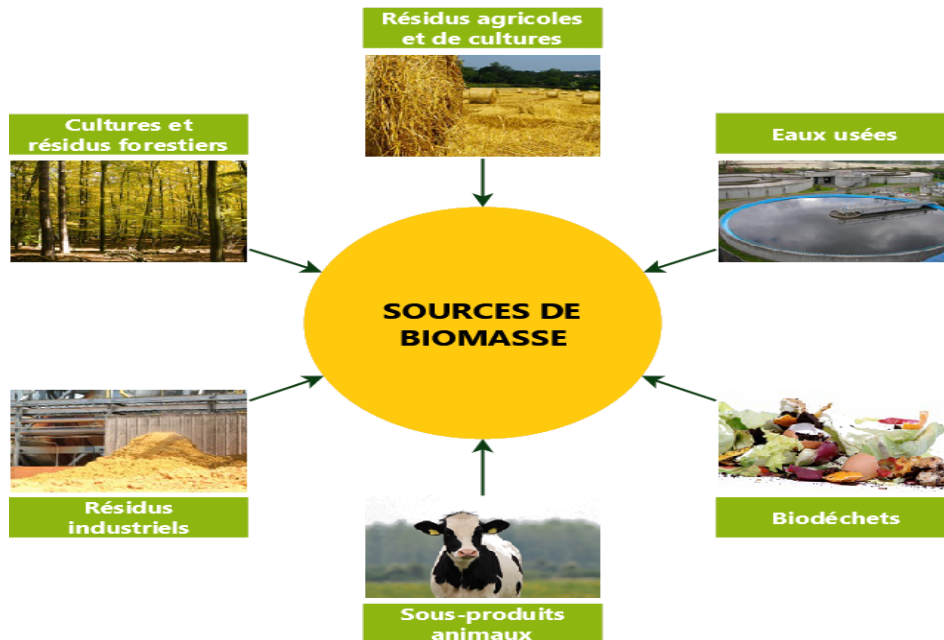 Résidus agricoles
et de cultures
Cultures et
résidus forestiers
Eaux usées
SOURCES DE
BIOMASSE
Résidus
industriels
Biodéchets
Sous-produits
animaux